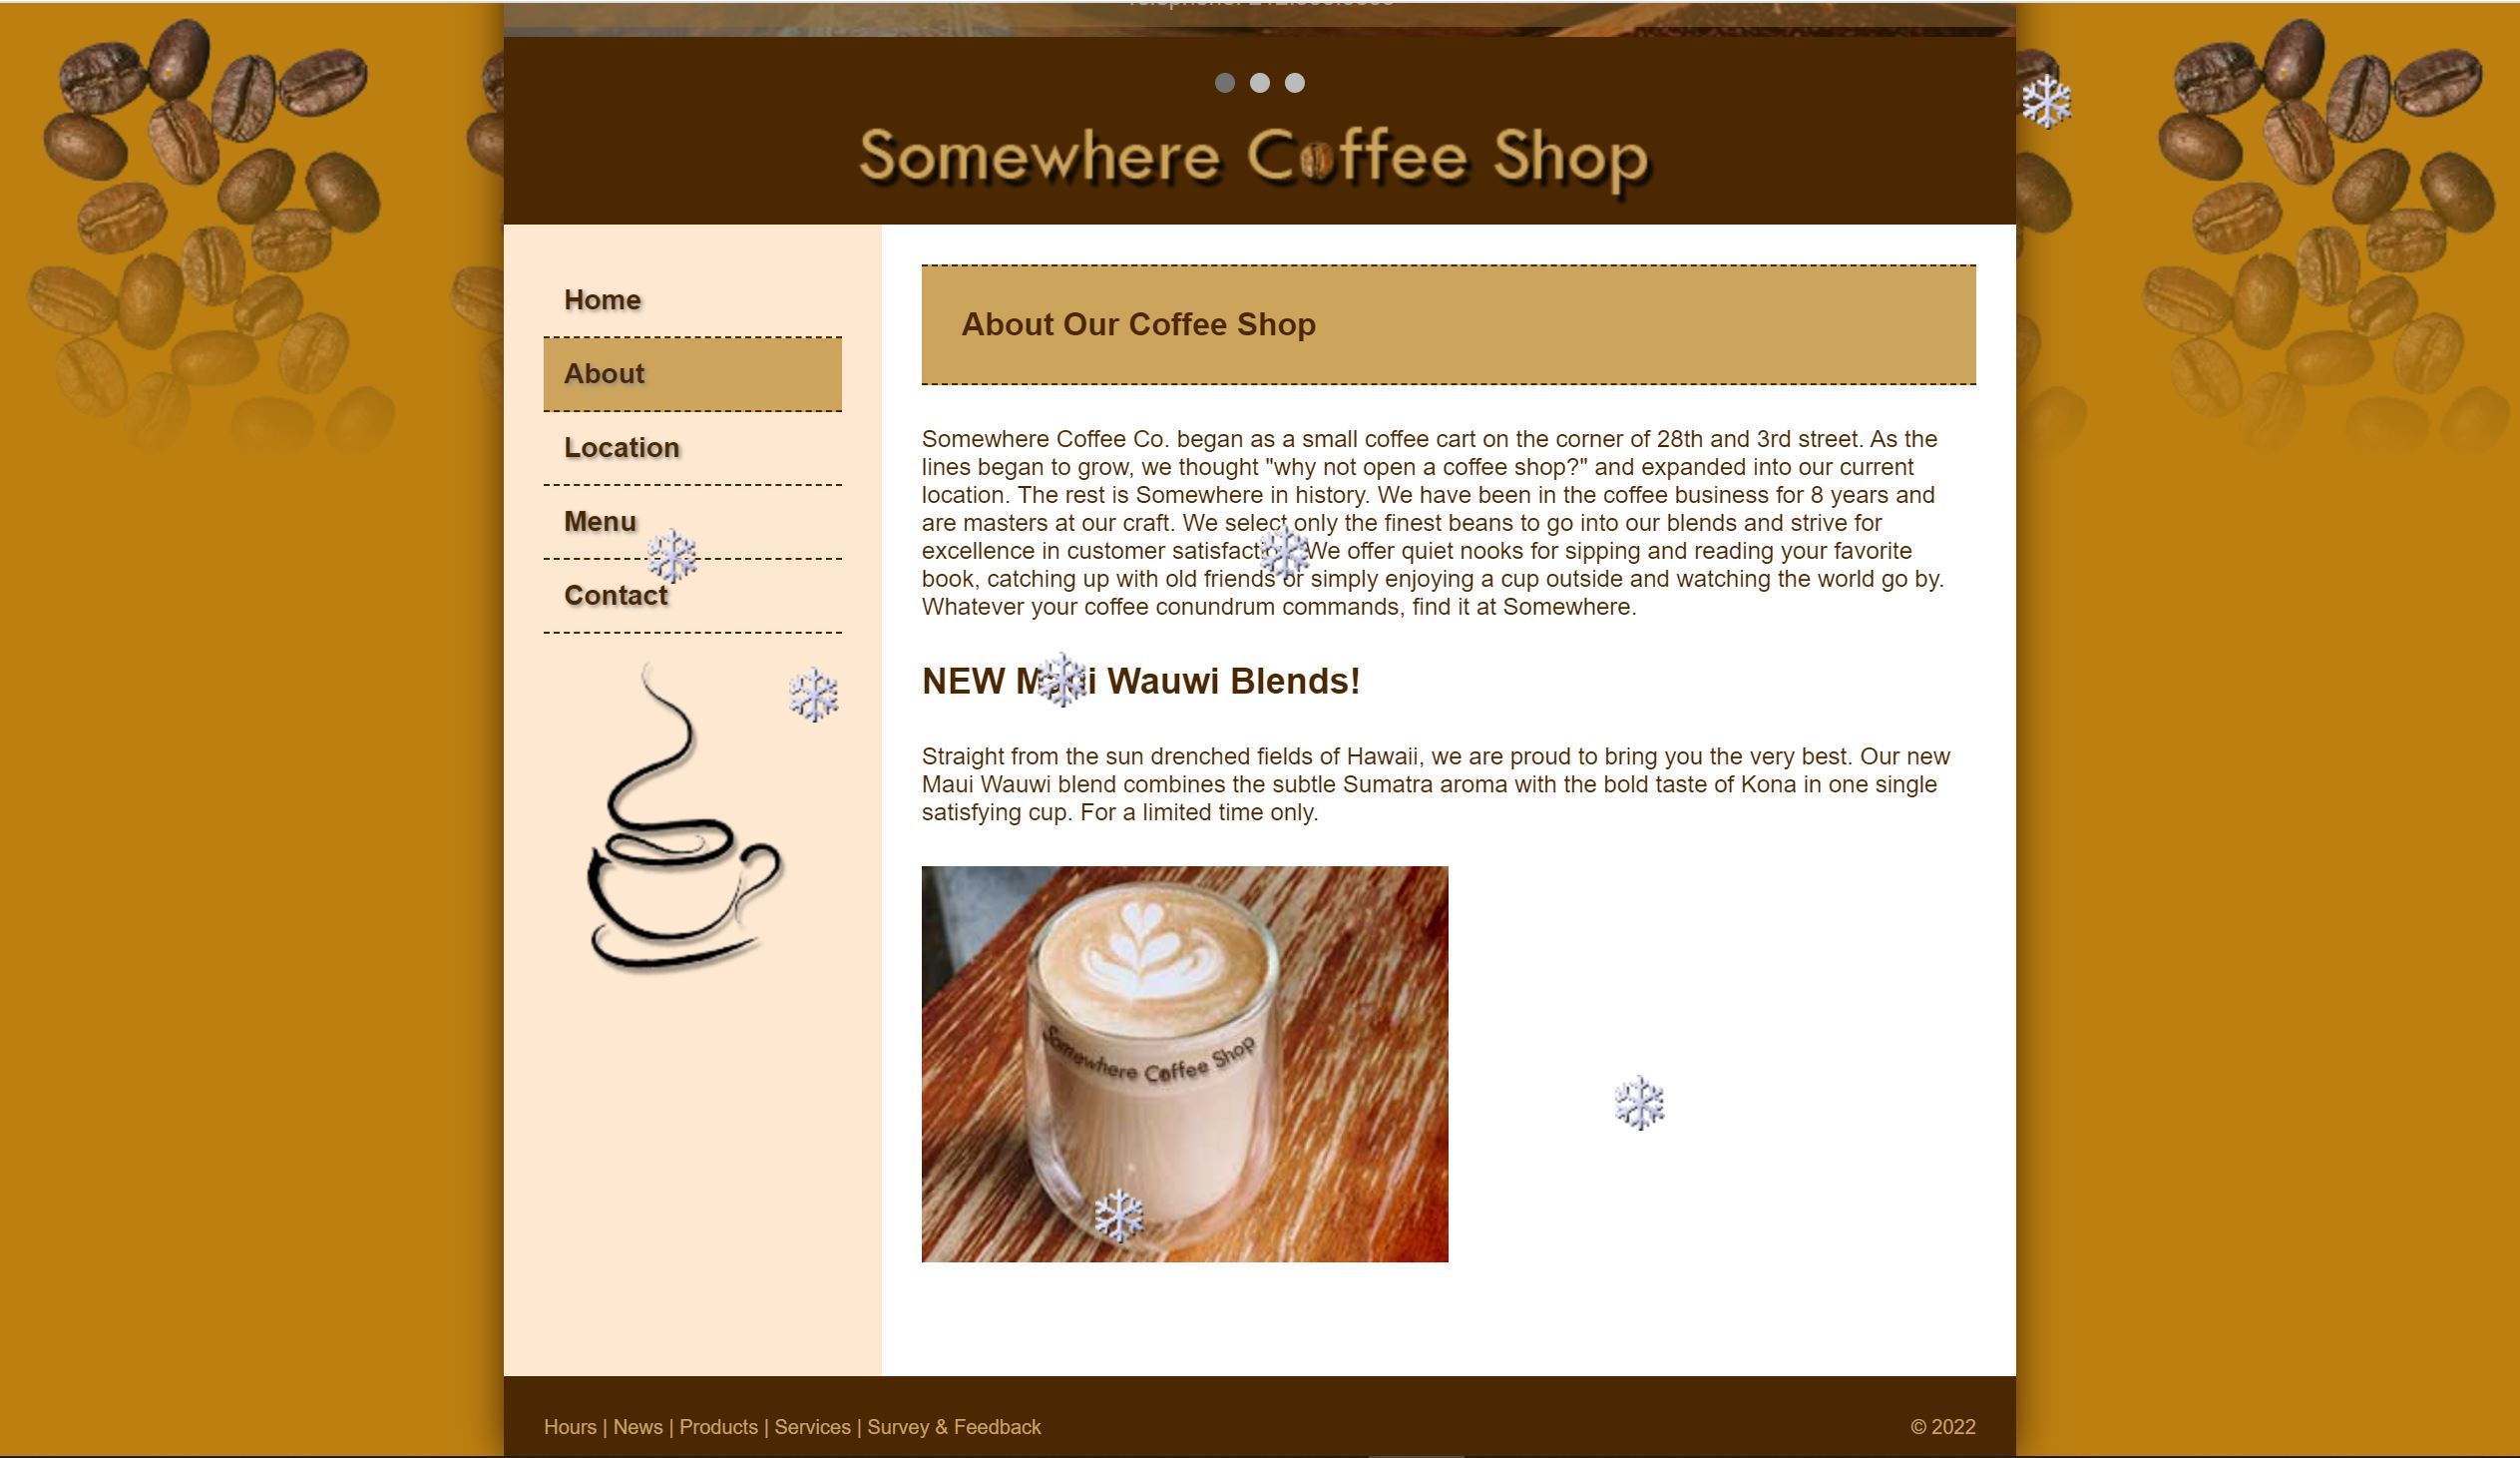 Somewhere Coffee Shop
Home
About
Location
Menu
Contact
About Our Coffee Shop
Somewhere Coffee Co. began as a small coffee cart on the corner of 28th and 3rd street. As the
lines began to grow, we thought "why not open a coffee shop?" and expanded into our current
location. The rest is Somewhere in history. We have been in the coffee business for 8 years and
are masters at our craft. We select only the finest beans to go into our blends and strive for
excellence in customer satisfaction. We offer quiet nooks for sipping and reading your favorite
book, catching up with old friends or simply enjoying a cup outside and watching the world go by.
Whatever your coffee conundrum commands, find it at Somewhere.
NEW Maui Wauwi Blends!
Straight from the sun drenched fields of Hawaii, we are proud to bring you the very best. Our new
Maui Wauwi blend combines the subtle Sumatra aroma with the bold taste of Kona in one single
satisfying cup. For a limited time only.
Somewhere Coffee Shop
Hours | News | Products | Services | Survey & Feedback
© 2022